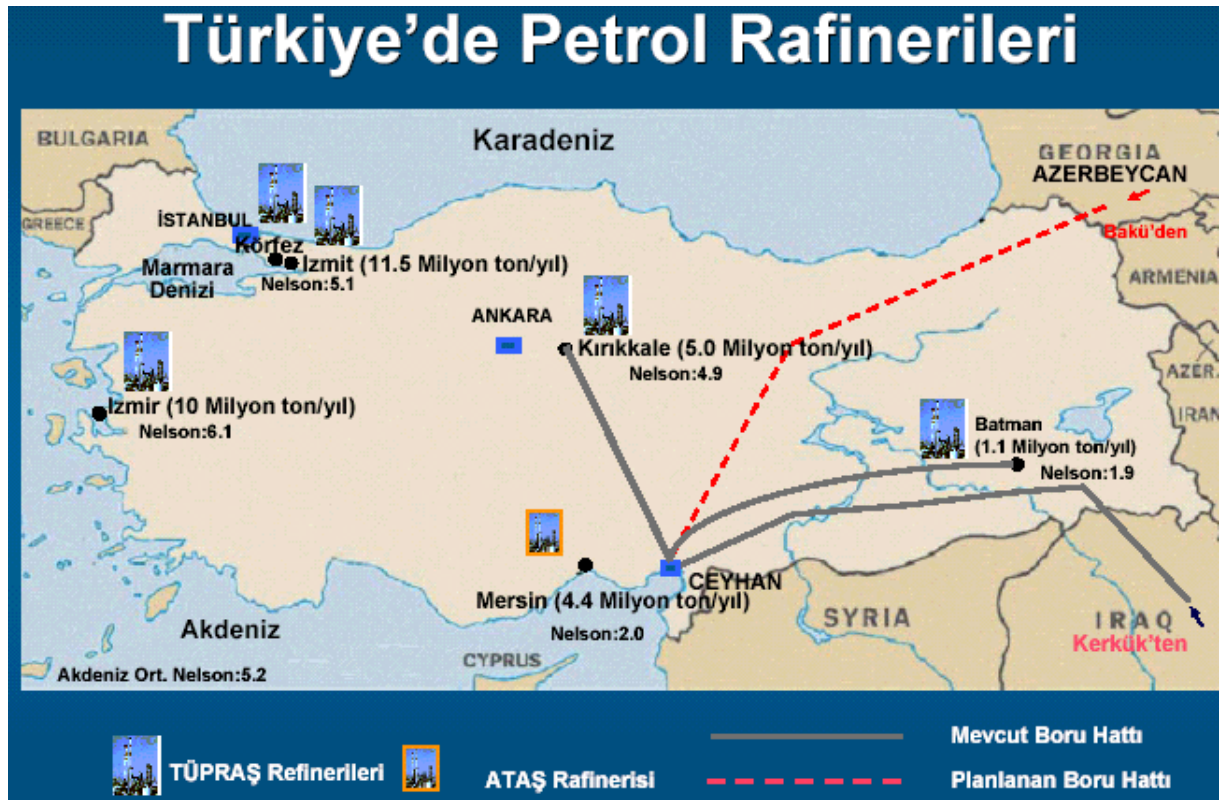 Türkiye'de Petrol Rafinerileri
BULGARIA
Karadeniz
GEORGIA
AZERBEYCAN
GREECE
İSTANBUL
Bakü'den
Körfez
Izmit (11.5 Milyon ton/yıl)
Marmara
Denizi
Nelson:5.1
ARMENIA
ANKARA
Kırıkkale (5.0 Milyon ton/yıl)
Nelson:4.9
AZER.
Izmir (10 Milyon ton/yıl)
Nelson:6.1
IRAN
Batman
(1.1 Milyon ton/yıl)
Nelson:1.9
CEYHAN
Mersin (4.4 Milyon ton/yıl)
Nelson:2.0
SYRIA
IRAQ
Kerkük'ten
Akdeniz
CYPRUS
Akdeniz Ort. Nelson:5.2
TÜPRAŞ Refinerileri
ATAŞ Rafinerisi
Mevcut Boru Hattı
Planlanan Boru Hattı